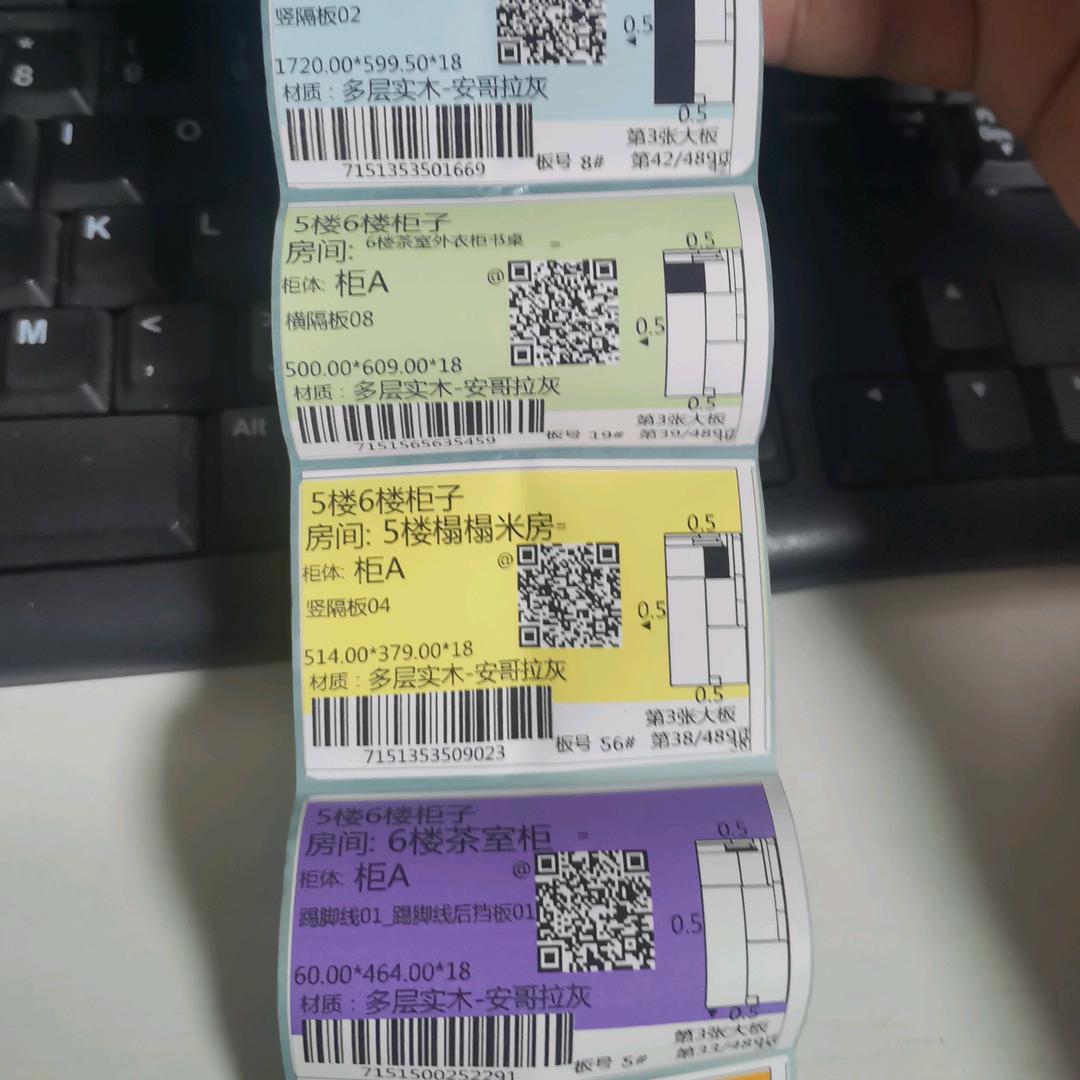 竖隔板02
0.5
1720.00*599.50*18
材质：多层实木-安哥拉灰
0.5
第3张大板
7151353501669
板号 8#
第42/489
5楼6楼柜子
房间: 6楼茶室外衣柜书桌 =
柜体: 柜A
@
0.5
横隔板08
0.5
500.00*609.00*18
材质：多层实木-安哥拉灰
0.5
第3张大板
7151565635459
板号 19#
第39/489
5楼6楼柜子
房间: 5楼榻榻米房=
柜体: 柜A
@
0.5
竖隔板04
0.5
514.00*379.00*18
材质：多层实木-安哥拉灰
0.5
第3张大板
7151353509023
板号 56#
第38/489
38
5楼6楼柜子
房间: 6楼茶室柜 =
柜体: 柜A
@
0.5
踢脚线01_踢脚线后挡板01
0.5
60.00*464.00*18
材质：多层实木-安哥拉灰
0.5
第3张大板
7151500252291
板号 5#
第33/489
*
8
I
O
K
L
M
<
,
Alt